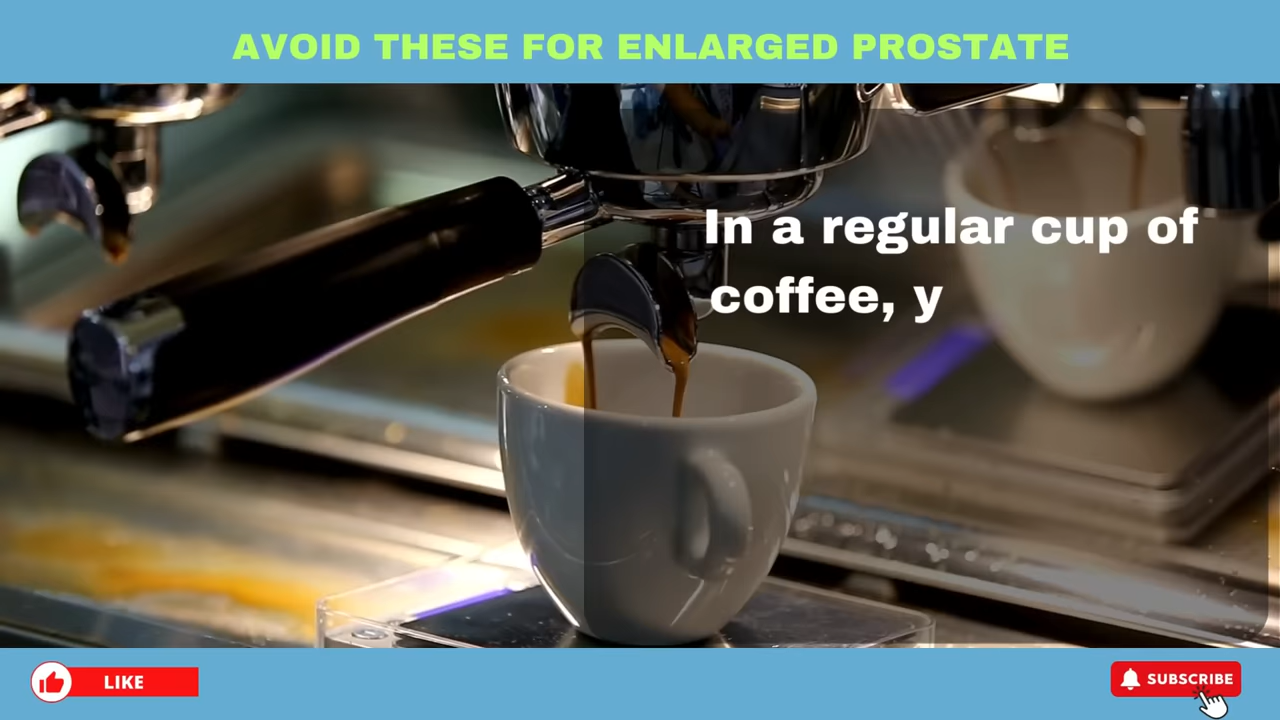 AVOID THESE FOR ENLARGED PROSTATE
In a regular cup of
coffee, y
LIKE
SUBSCRIBE